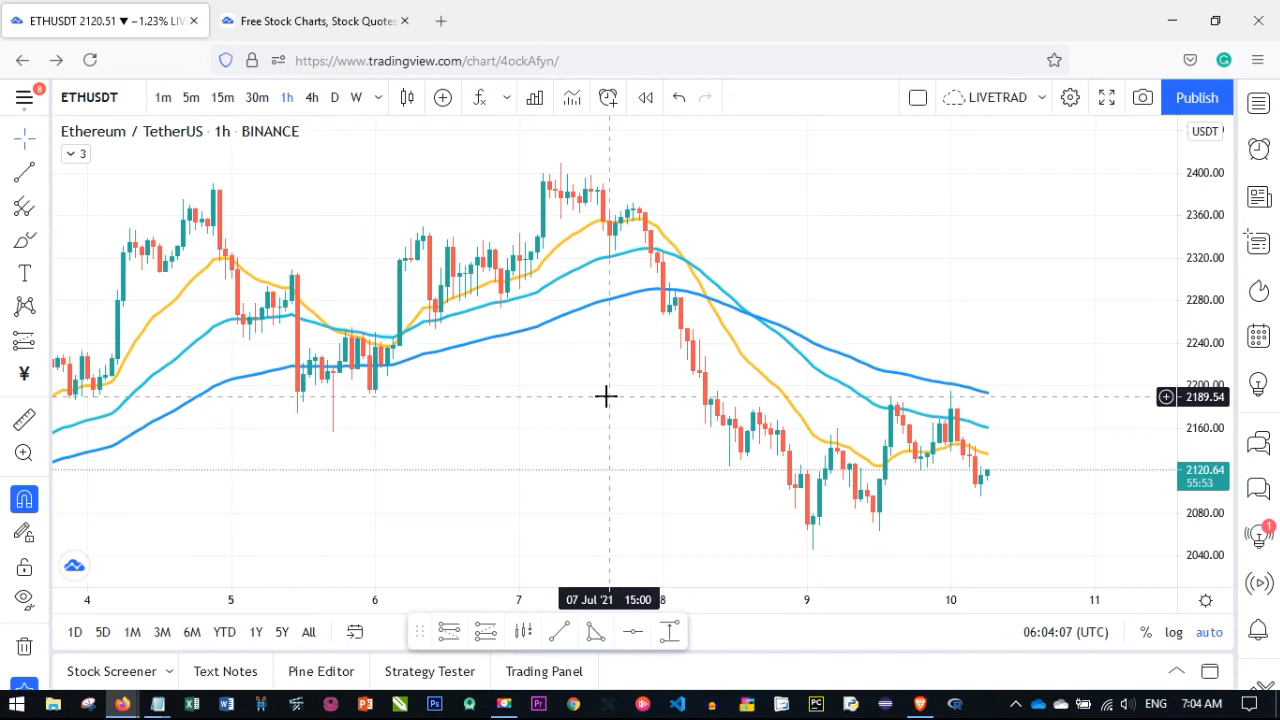 ETHUSDT 2120.51 ▼ −1.23% LIV
Free Stock Charts, Stock Quotes
https://www.tradingview.com/chart/4ockAfyn/
8
ETHUSDT 1m 5m 15m 30m 1h 4h D W LIVETRAD Publish
Ethereum / TetherUS · 1h · BINANCE
USDT
3
2400.00
2360.00
2320.00
2280.00
2240.00
2200.00
2189.54
2160.00
2120.64
55:53
2080.00
2040.00
1
4 5 6 7 07 Jul '21 15:00 8 9 10 11
1D 5D 1M 3M 6M YTD 1Y 5Y All 06:04:07 (UTC) % log auto
Stock Screener Text Notes Pine Editor Strategy Tester Trading Panel
ENG 7:04 AM